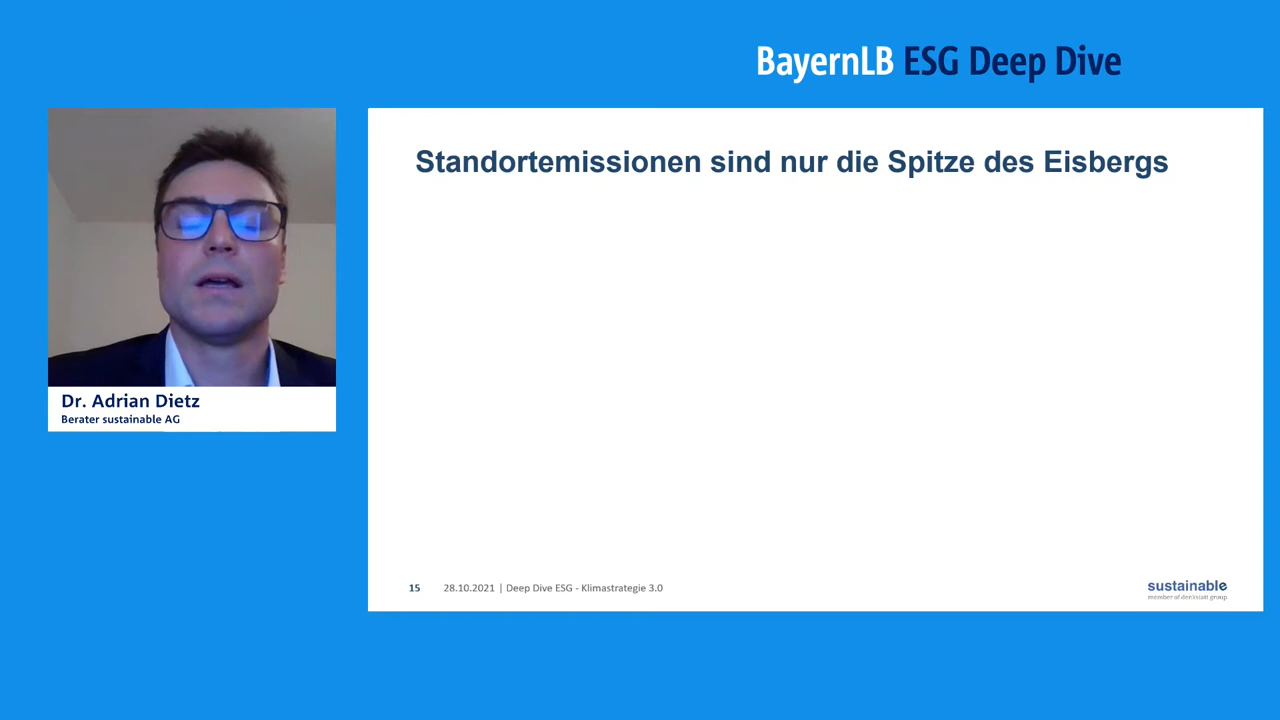 BayernLB ESG Deep Dive
Standortemissionen sind nur die Spitze des Eisbergs
Dr. Adrian Dietz
Berater sustainable AG
15 28.10.2021 | Deep Dive ESG - Klimastrategie 3.0
sustainable
member of denkstatt group